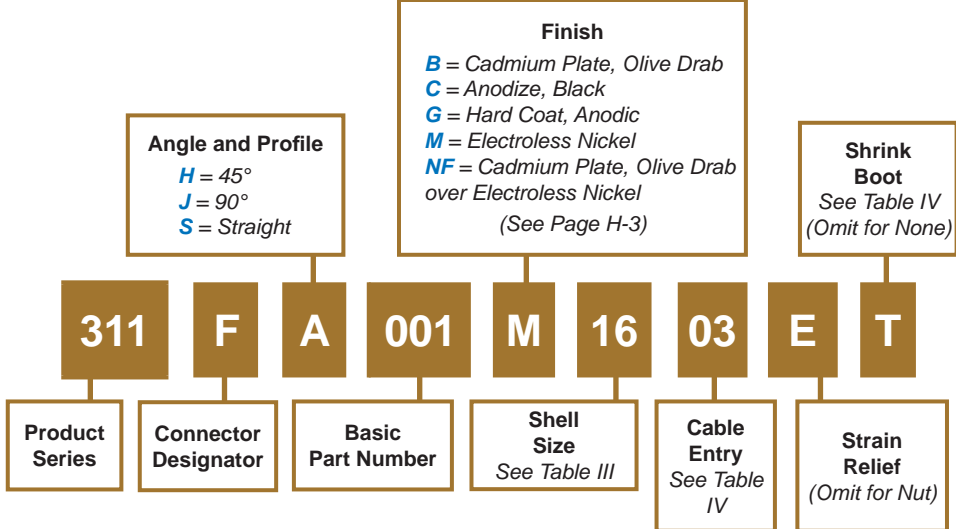 Finish
B = Cadmium Plate, Olive Drab
C = Anodize, Black
G = Hard Coat, Anodic
M = Electroless Nickel
NF = Cadmium Plate, Olive Drab
over Electroless Nickel
(See Page H-3)
Angle and Profile
H = 45°
J = 90°
S = Straight
Shrink
Boot
See Table IV
(Omit for None)
311 F A 001 M 16 03 E T
Product
Series
Connector
Designator
Basic
Part Number
Shell
Size
See Table III
Cable
Entry
See Table
IV
Strain
Relief
(Omit for Nut)